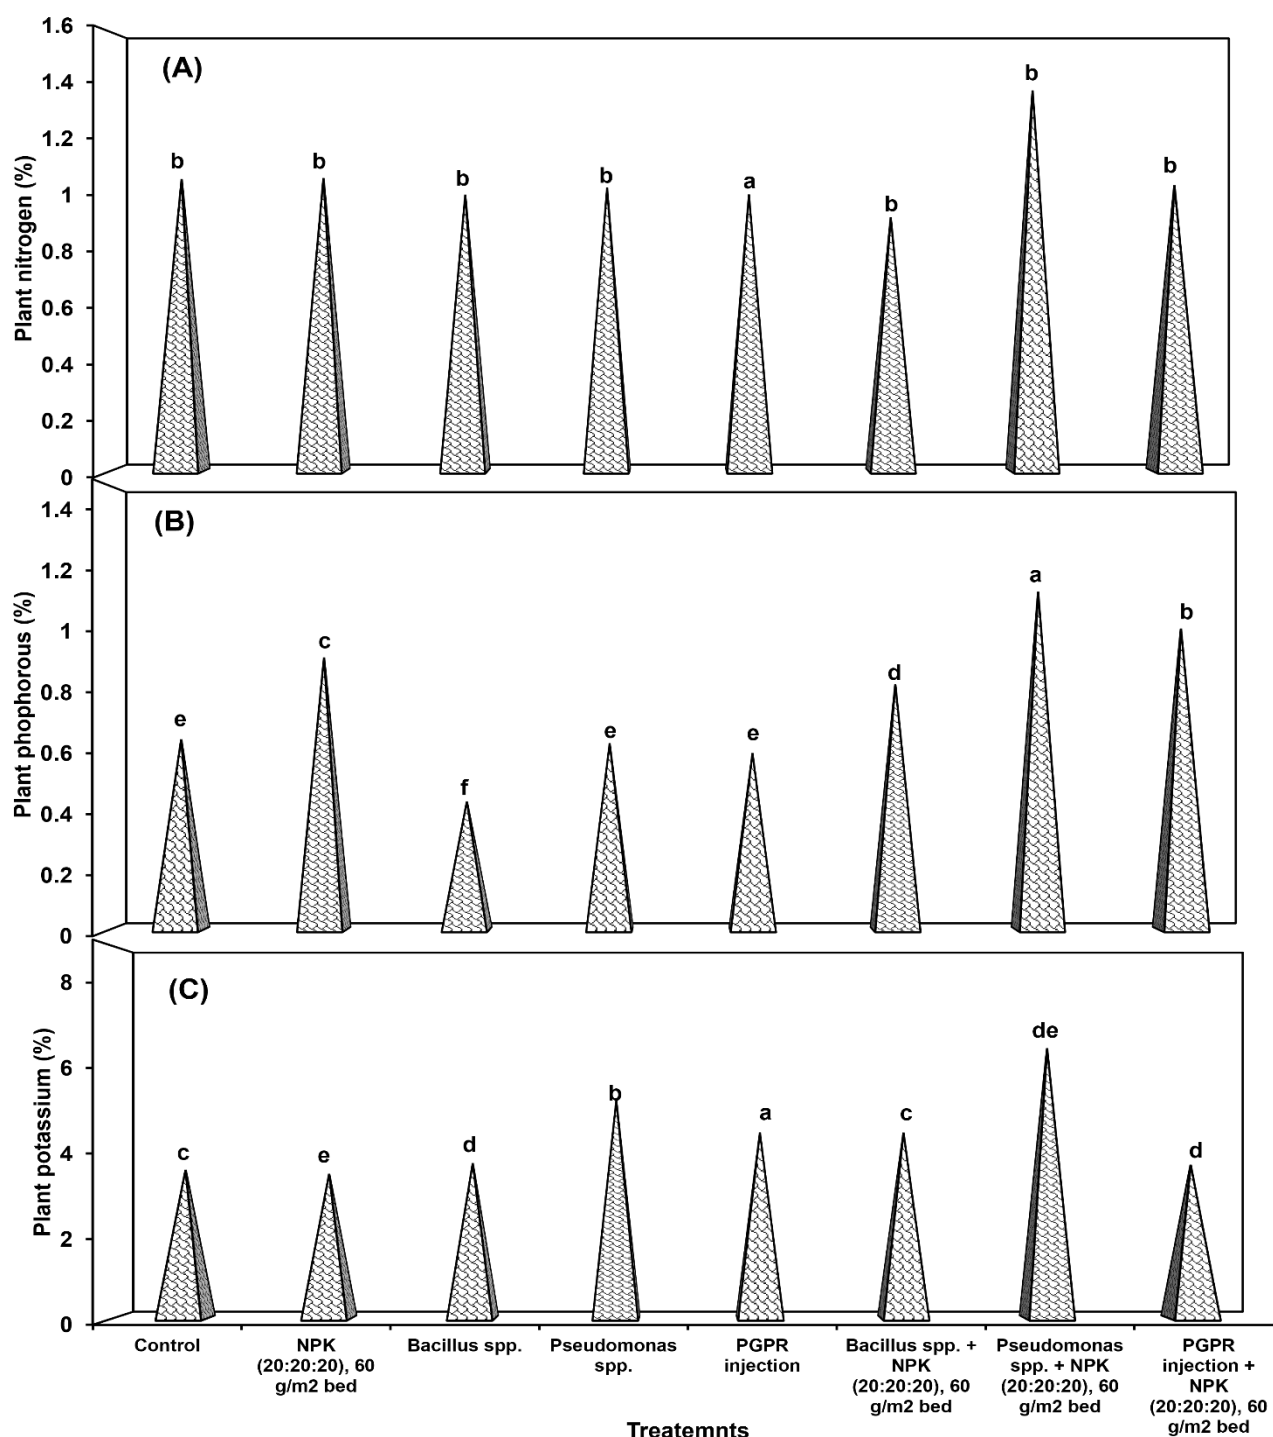 (A)
Plant nitrogen (%)
1.6
1.4
1.2
1
0.8
0.6
0.4
0.2
0
b
b
b
b
a
b
b
b
(B)
Plant phophorous (%)
1.4
1.2
1
0.8
0.6
0.4
0.2
0
e
c
f
e
e
d
a
b
(C)
Plant potassium (%)
8
6
4
2
0
c
e
d
b
a
c
de
d
Control
NPK
(20:20:20), 60
g/m2 bed
Bacillus spp.
Pseudomonas
spp.
PGPR
injection
Bacillus spp. +
NPK
(20:20:20), 60
g/m2 bed
Pseudomonas
spp. + NPK
(20:20:20), 60
g/m2 bed
PGPR
injection +
NPK
(20:20:20), 60
g/m2 bed
Treatemnts